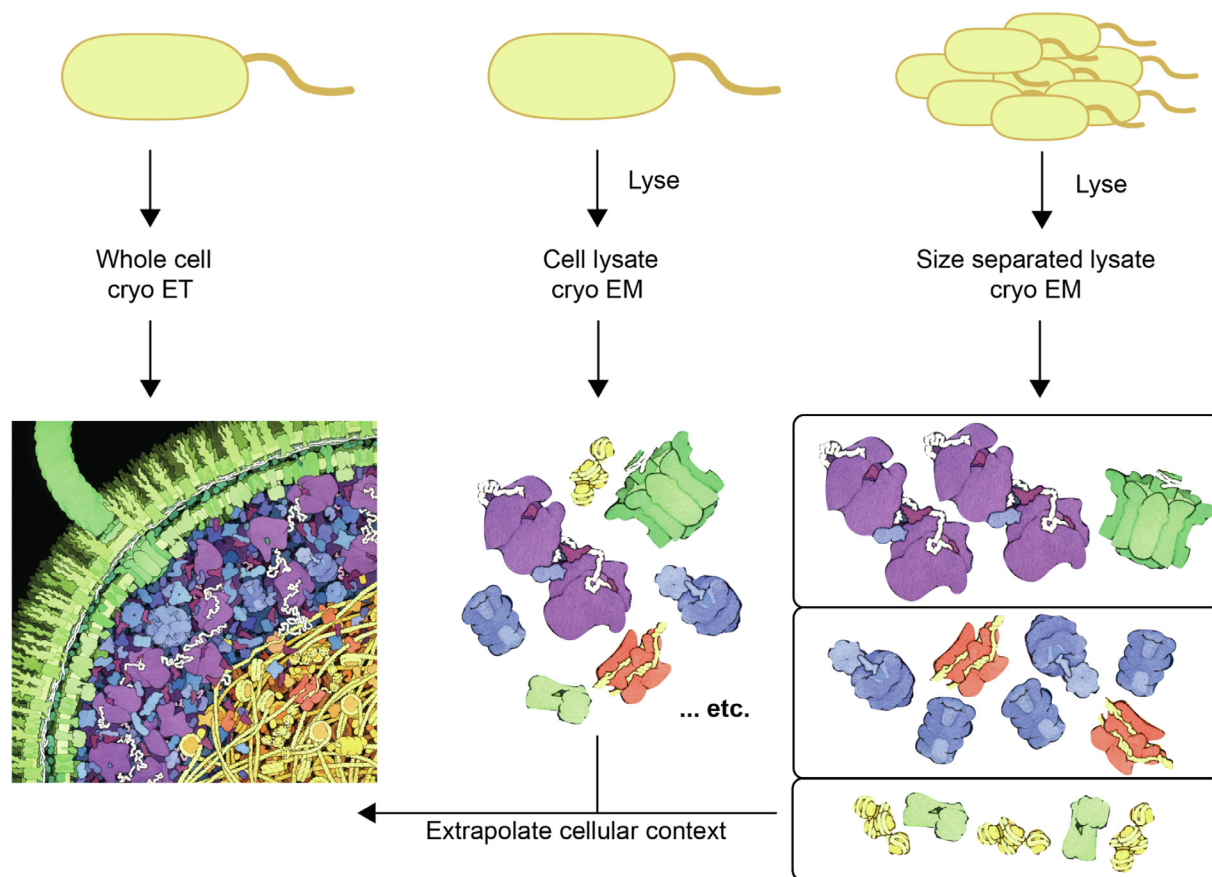 Lyse
Lyse
Whole cell
cryo ET
Cell lysate
cryo EM
Size separated lysate
cryo EM
... etc.
Extrapolate cellular context